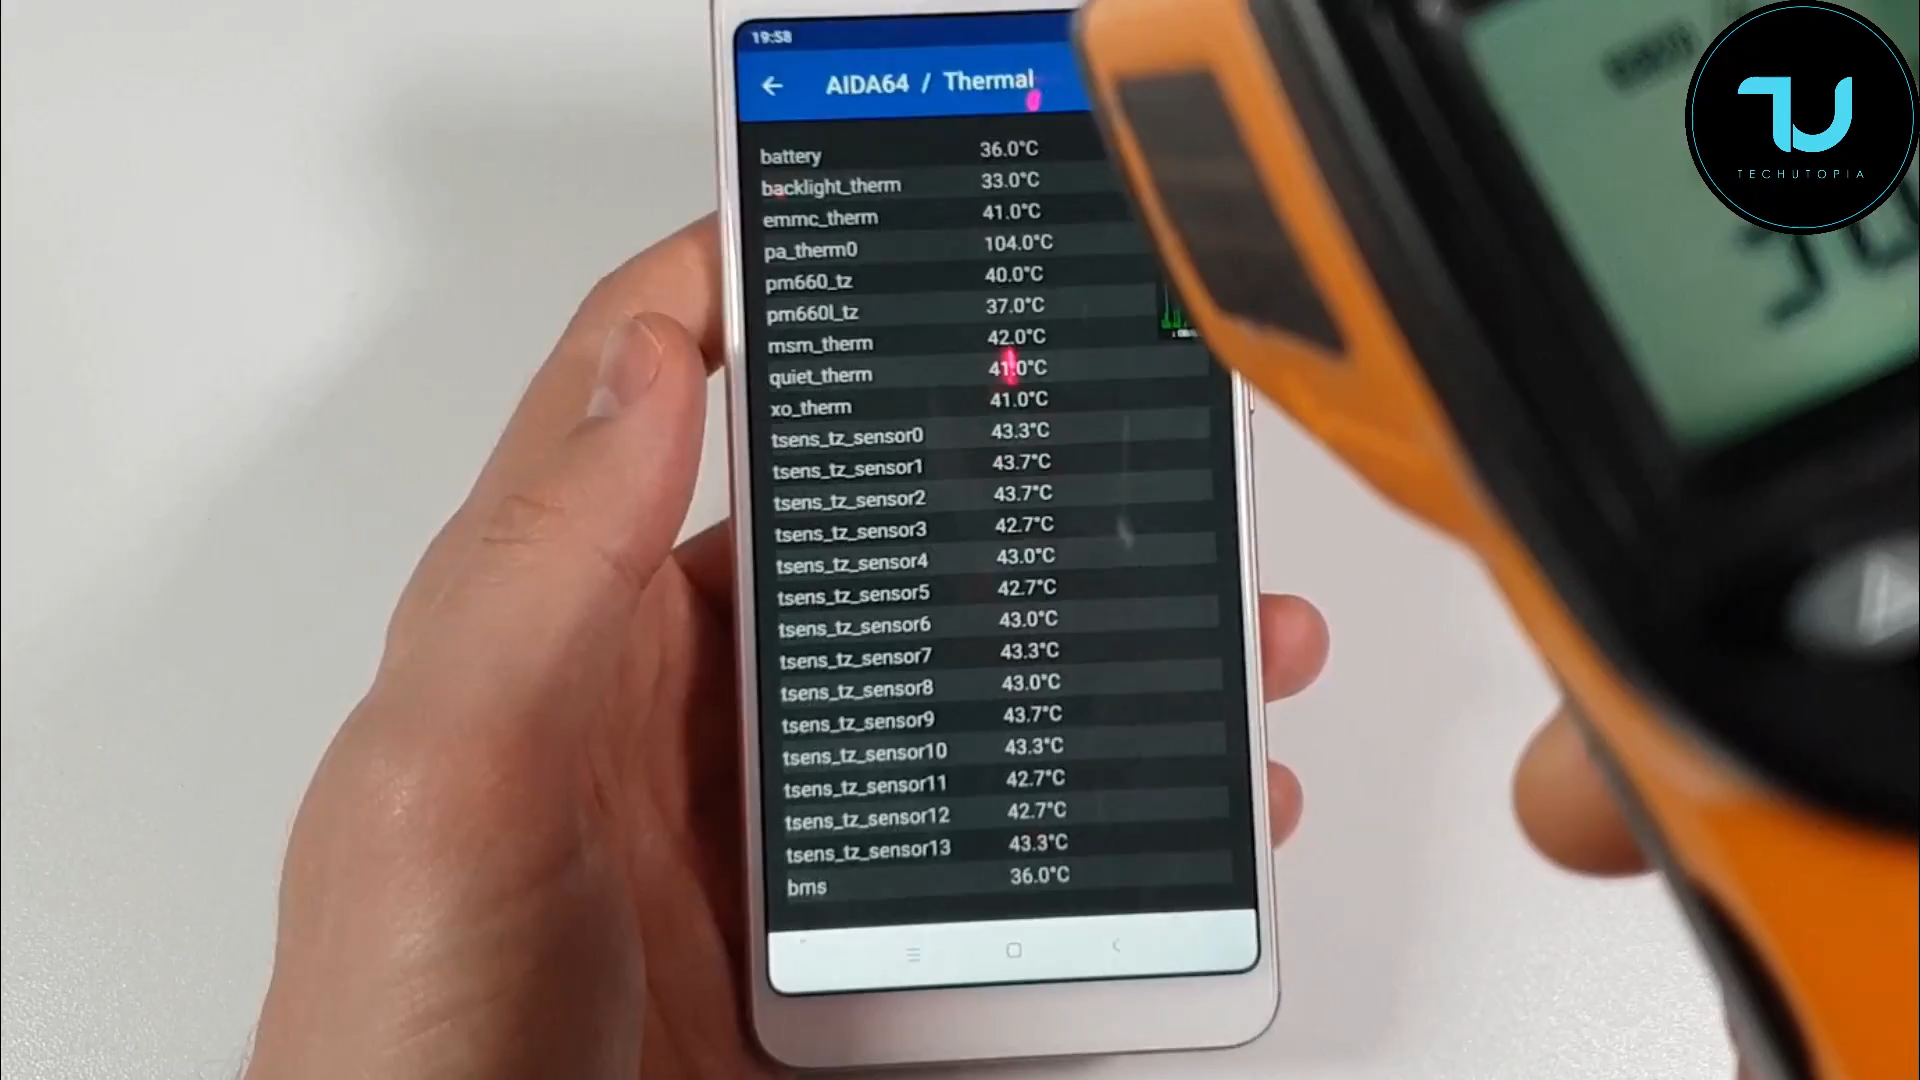 19:58
AIDA64 / Thermal
battery 36.0°C
backlight_therm 33.0°C
emmc_therm 41.0°C
pa_therm0 104.0°C
pm660_tz 40.0°C
pm660l_tz 37.0°C
msm_therm 42.0°C
quiet_therm 41.0°C
xo_therm 41.0°C
tsens_tz_sensor0 43.3°C
tsens_tz_sensor1 43.7°C
tsens_tz_sensor2 43.7°C
tsens_tz_sensor3 42.7°C
tsens_tz_sensor4 43.0°C
tsens_tz_sensor5 42.7°C
tsens_tz_sensor6 43.0°C
tsens_tz_sensor7 43.3°C
tsens_tz_sensor8 43.0°C
tsens_tz_sensor9 43.7°C
tsens_tz_sensor10 43.3°C
tsens_tz_sensor11 42.7°C
tsens_tz_sensor12 42.7°C
tsens_tz_sensor13 43.3°C
bms 36.0°C
TU
TECHUTOPIA